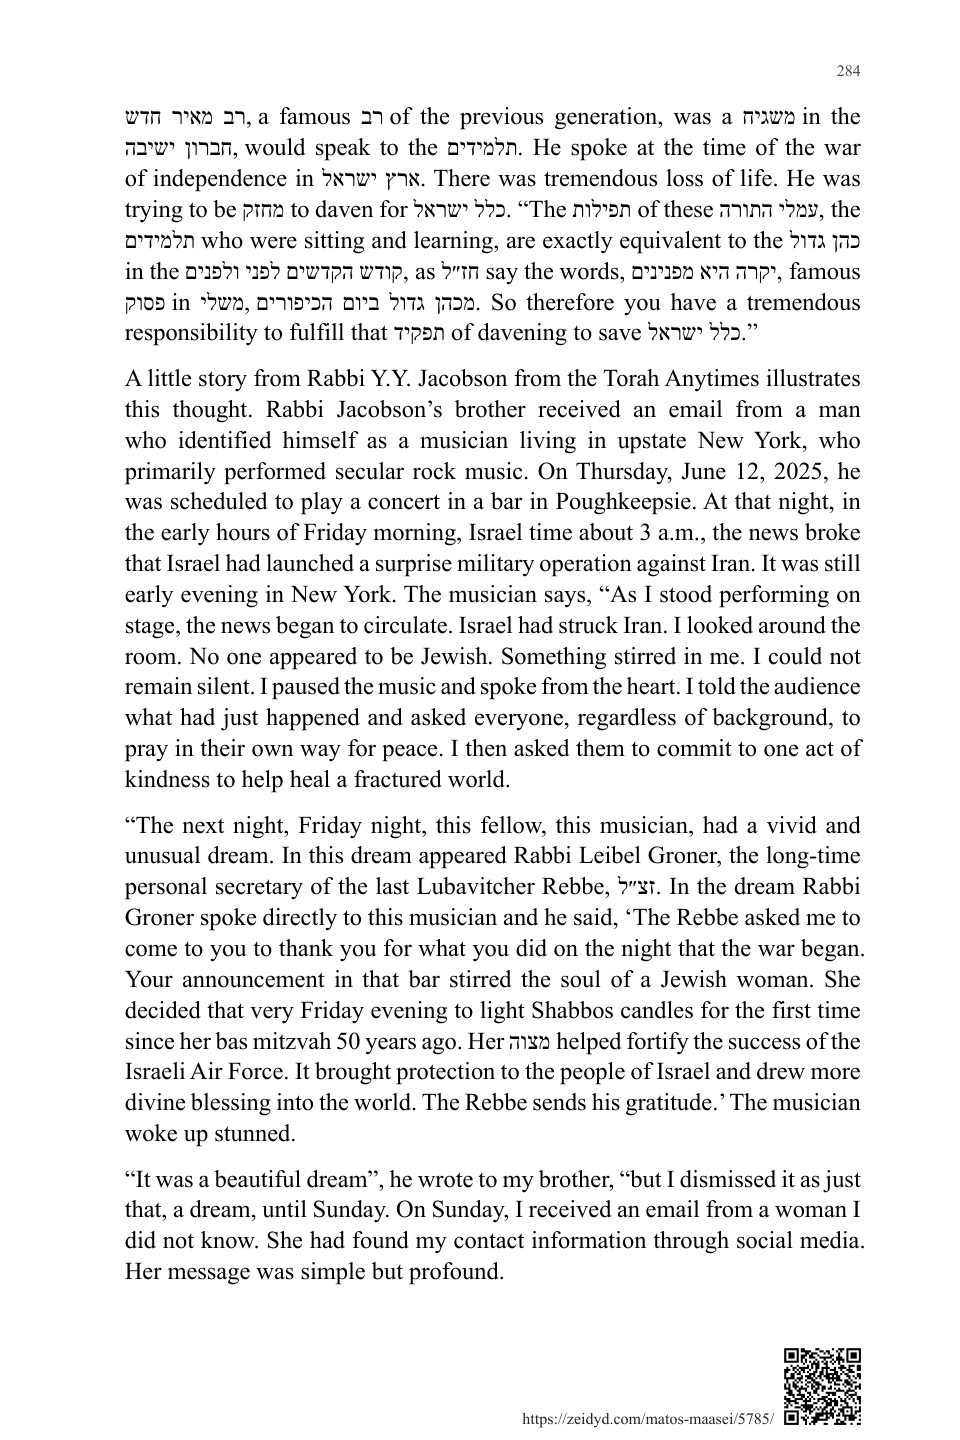 284
רב מאיר חדש, a famous רב of the previous generation, was a משגיח in the
חברון ישיבה, would speak to the תלמידים. He spoke at the time of the war
of independence in ארץ ישראל. There was tremendous loss of life. He was
trying to be מחזק to daven for כלל ישראל. “The תפילות of these עמלי התורה, the
תלמידים who were sitting and learning, are exactly equivalent to the כהן גדול
in the קודש הקדשים לפני ולפנים, as חז״ל say the words, יקרה היא מפנינים, famous
פסוק in משלי, מכהן גדול ביום הכיפורים. So therefore you have a tremendous
responsibility to fulfill that תפקיד of davening to save כלל ישראל.”
A little story from Rabbi Y.Y. Jacobson from the Torah Anytimes illustrates
this thought. Rabbi Jacobson’s brother received an email from a man
who identified himself as a musician living in upstate New York, who
primarily performed secular rock music. On Thursday, June 12, 2025, he
was scheduled to play a concert in a bar in Poughkeepsie. At that night, in
the early hours of Friday morning, Israel time about 3 a.m., the news broke
that Israel had launched a surprise military operation against Iran. It was still
early evening in New York. The musician says, “As I stood performing on
stage, the news began to circulate. Israel had struck Iran. I looked around the
room. No one appeared to be Jewish. Something stirred in me. I could not
remain silent. I paused the music and spoke from the heart. I told the audience
what had just happened and asked everyone, regardless of background, to
pray in their own way for peace. I then asked them to commit to one act of
kindness to help heal a fractured world.
“The next night, Friday night, this fellow, this musician, had a vivid and
unusual dream. In this dream appeared Rabbi Leibel Groner, the long-time
personal secretary of the last Lubavitcher Rebbe, זצ״ל. In the dream Rabbi
Groner spoke directly to this musician and he said, ‘The Rebbe asked me to
come to you to thank you for what you did on the night that the war began.
Your announcement in that bar stirred the soul of a Jewish woman. She
decided that very Friday evening to light Shabbos candles for the first time
since her bas mitzvah 50 years ago. Her מצוה helped fortify the success of the
Israeli Air Force. It brought protection to the people of Israel and drew more
divine blessing into the world. The Rebbe sends his gratitude.’ The musician
woke up stunned.
“It was a beautiful dream”, he wrote to my brother, “but I dismissed it as just
that, a dream, until Sunday. On Sunday, I received an email from a woman I
did not know. She had found my contact information through social media.
Her message was simple but profound.
https://zeidyd.com/matos-maasei/5785/